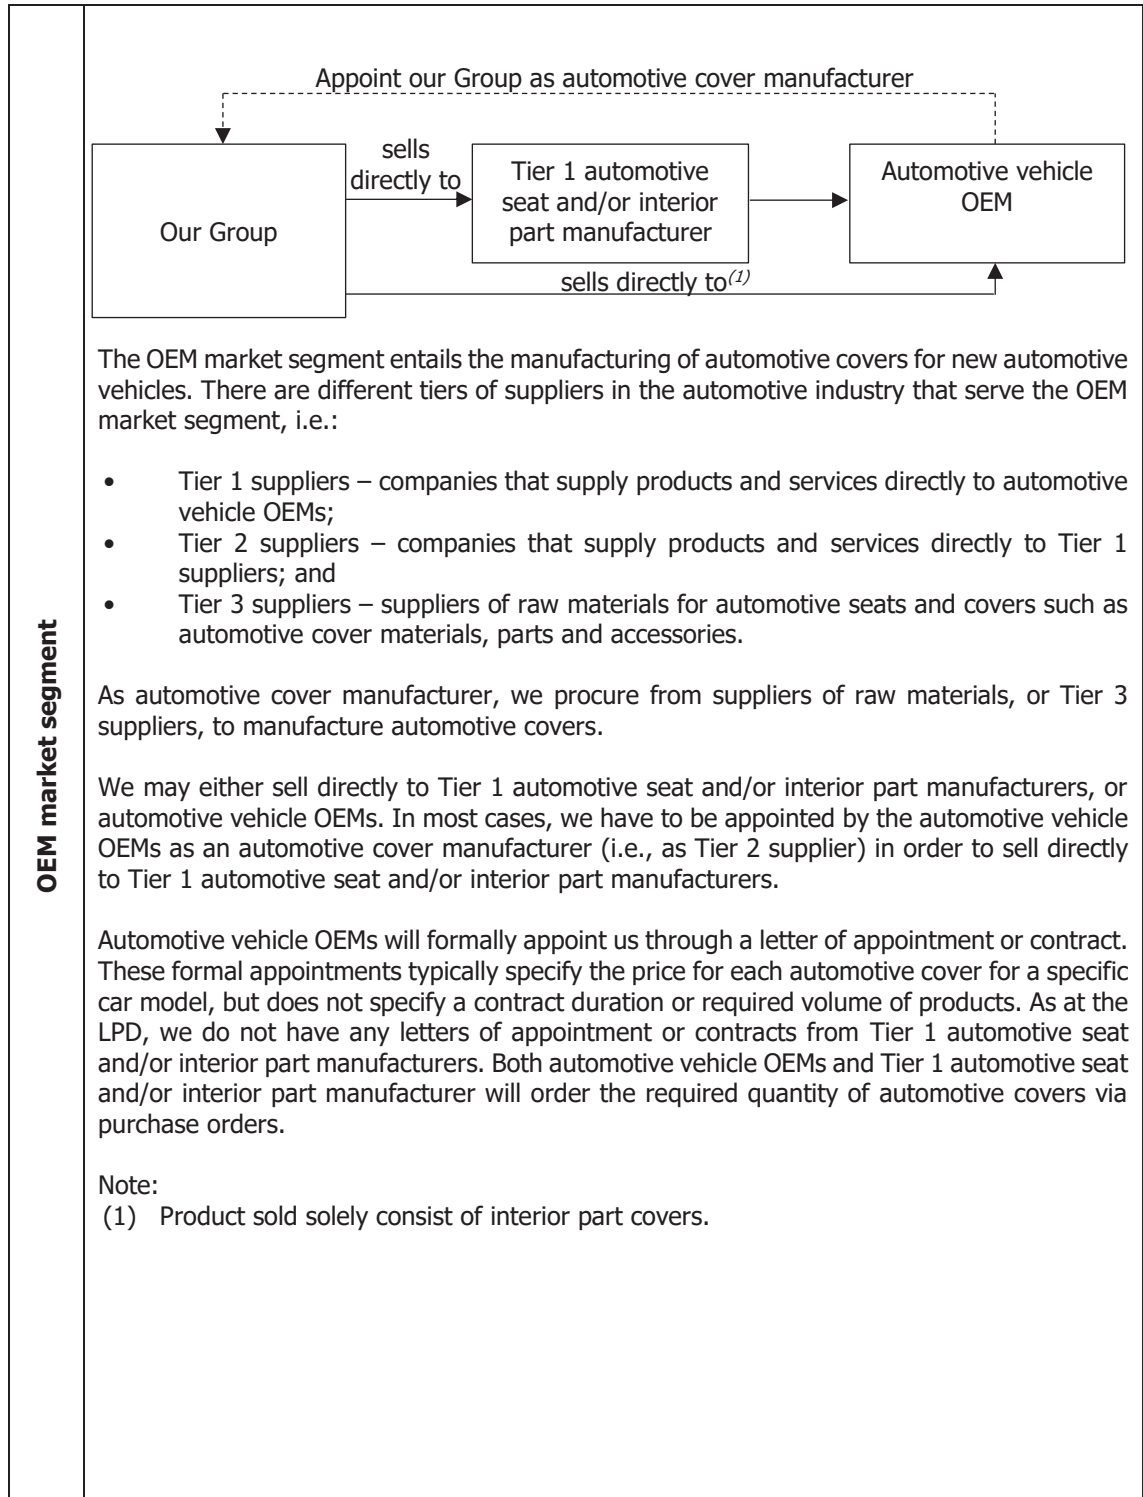 Appoint our Group as automotive cover manufacturer
sells
directly to
Our Group
Tier 1 automotive
seat and/or interior
part manufacturer
Automotive vehicle
OEM
sells directly to(1)
OEM market segment
The OEM market segment entails the manufacturing of automotive covers for new automotive
vehicles. There are different tiers of suppliers in the automotive industry that serve the OEM
market segment, i.e.:
• Tier 1 suppliers – companies that supply products and services directly to automotive
vehicle OEMs;
• Tier 2 suppliers – companies that supply products and services directly to Tier 1
suppliers; and
• Tier 3 suppliers – suppliers of raw materials for automotive seats and covers such as
automotive cover materials, parts and accessories.
As automotive cover manufacturer, we procure from suppliers of raw materials, or Tier 3
suppliers, to manufacture automotive covers.
We may either sell directly to Tier 1 automotive seat and/or interior part manufacturers, or
automotive vehicle OEMs. In most cases, we have to be appointed by the automotive vehicle
OEMs as an automotive cover manufacturer (i.e., as Tier 2 supplier) in order to sell directly
to Tier 1 automotive seat and/or interior part manufacturers.
Automotive vehicle OEMs will formally appoint us through a letter of appointment or contract.
These formal appointments typically specify the price for each automotive cover for a specific
car model, but does not specify a contract duration or required volume of products. As at the
LPD, we do not have any letters of appointment or contracts from Tier 1 automotive seat
and/or interior part manufacturers. Both automotive vehicle OEMs and Tier 1 automotive seat
and/or interior part manufacturer will order the required quantity of automotive covers via
purchase orders.
Note:
(1) Product sold solely consist of interior part covers.